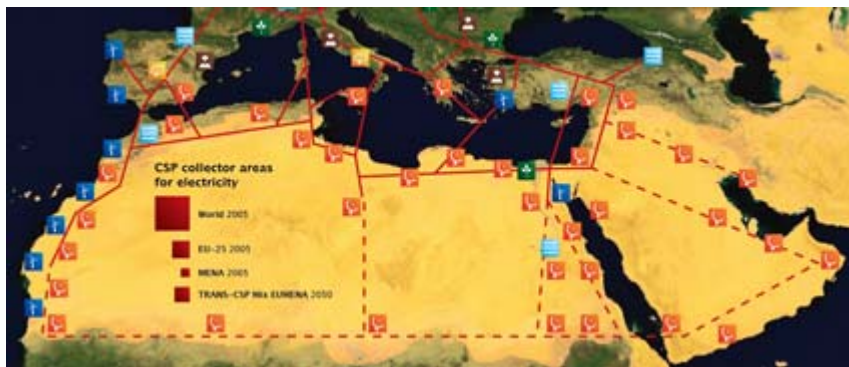 CSP collector areas
for electricity
World 2005
EU-25 2005
MENA 2005
TRANS-CSP Mix EUMENA 2050